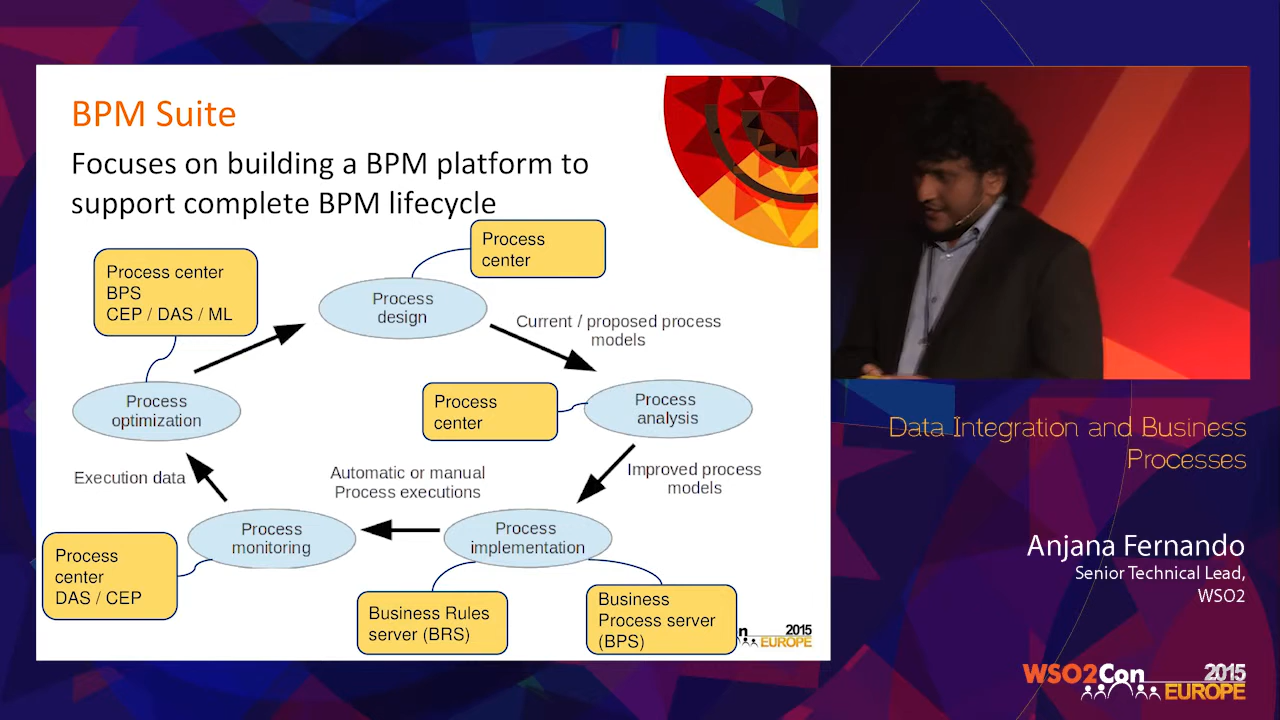 BPM Suite
Focuses on building a BPM platform to
support complete BPM lifecycle
Process
center
Process center
BPS
CEP / DAS / ML
Process
design
Current / proposed process
models
Process
optimization
Process
center
Process
analysis
Execution data
Automatic or manual
Process executions
Improved process
models
Process
monitoring
Process
implementation
Process
center
DAS / CEP
Business Rules
server (BRS)
Business
Process server
(BPS)
2015
EUROPE
Data Integration and Business
Processes
Anjana Fernando
Senior Technical Lead,
WSO2
WSO2Con 2015
EUROPE